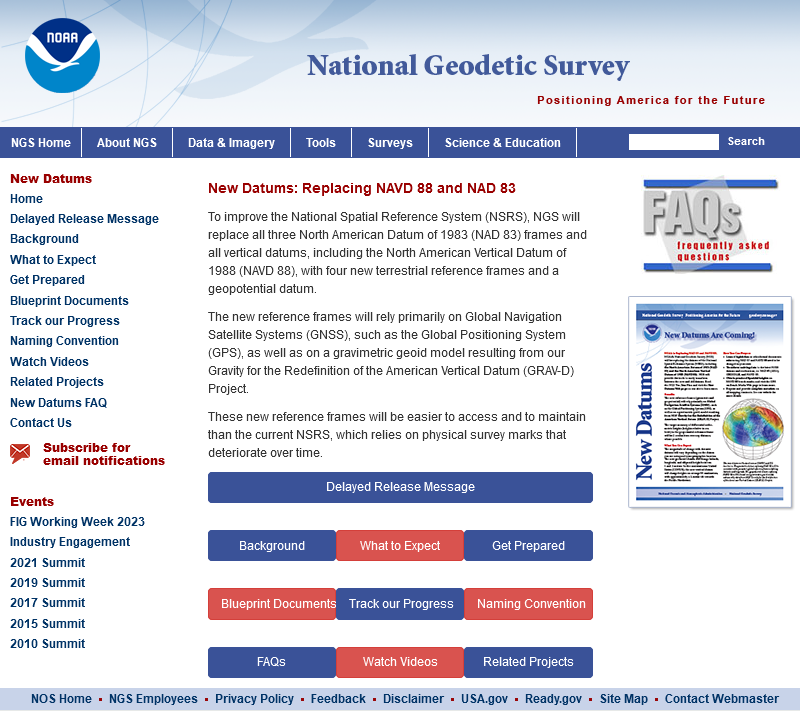 NOAA
National Geodetic Survey
Positioning America for the Future
NGS Home
About NGS
Data & Imagery
Tools
Surveys
Science & Education
Search
New Datums
Home
Delayed Release Message
Background
What to Expect
Get Prepared
Blueprint Documents
Track our Progress
Naming Convention
Watch Videos
Related Projects
New Datums FAQ
Contact Us
Subscribe for
email notifications
Events
FIG Working Week 2023
Industry Engagement
2021 Summit
2019 Summit
2017 Summit
2015 Summit
2010 Summit
New Datums: Replacing NAVD 88 and NAD 83
To improve the National Spatial Reference System (NSRS), NGS will
replace all three North American Datum of 1983 (NAD 83) frames and
all vertical datums, including the North American Vertical Datum of
1988 (NAVD 88), with four new terrestrial reference frames and a
geopotential datum.
The new reference frames will rely primarily on Global Navigation
Satellite Systems (GNSS), such as the Global Positioning System
(GPS), as well as on a gravimetric geoid model resulting from our
Gravity for the Redefinition of the American Vertical Datum (GRAV-D)
Project.
These new reference frames will be easier to access and to maintain
than the current NSRS, which relies on physical survey marks that
deteriorate over time.
Delayed Release Message
Background
What to Expect
Get Prepared
Blueprint Documents
Track our Progress
Naming Convention
FAQs
Watch Videos
Related Projects
FAQs
frequently asked
questions
National Geodetic Survey Positioning America for the Future
New Datums Are Coming!
New Datums
NOS Home ▪ NGS Employees ▪ Privacy Policy ▪ Feedback ▪ Disclaimer ▪ USA.gov ▪ Ready.gov ▪ Site Map ▪ Contact Webmaster